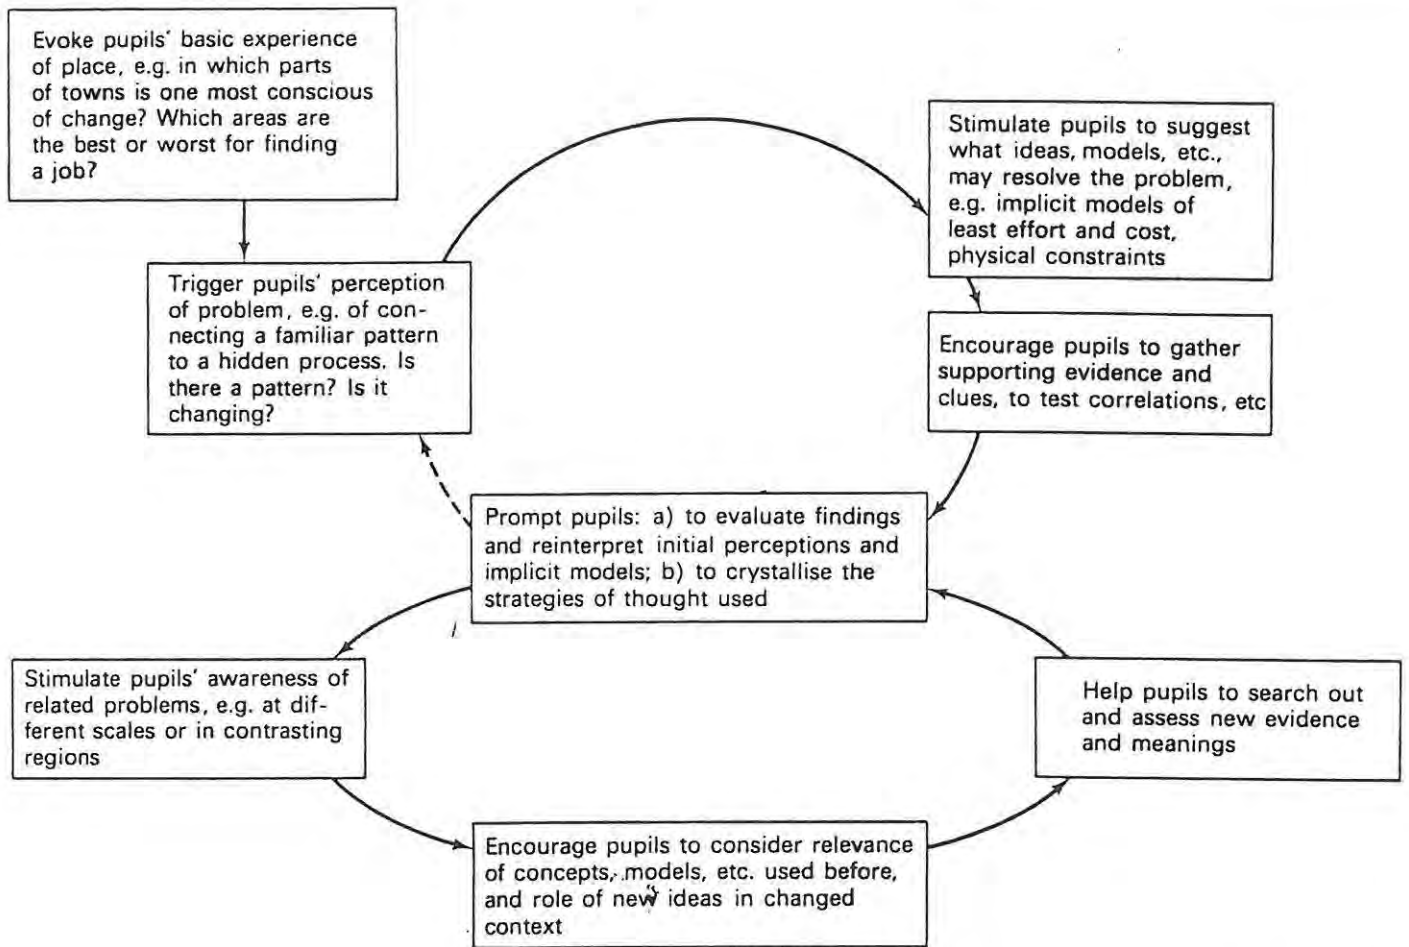 Evoke pupils' basic experience
of place, e.g. in which parts
of towns is one most conscious
of change? Which areas are
the best or worst for finding
a job?
Trigger pupils' perception
of problem, e.g. of con-
necting a familiar pattern
to a hidden process. Is
there a pattern? Is it
changing?
Stimulate pupils to suggest
what ideas, models, etc.,
may resolve the problem,
e.g. implicit models of
least effort and cost,
physical constraints
Encourage pupils to gather
supporting evidence and
clues, to test correlations, etc
Prompt pupils: a) to evaluate findings
and reinterpret initial perceptions and
implicit models; b) to crystallise the
strategies of thought used
Stimulate pupils' awareness of
related problems, e.g. at dif-
ferent scales or in contrasting
regions
Encourage pupils to consider relevance
of concepts, models, etc. used before,
and role of new ideas in changed
context
Help pupils to search out
and assess new evidence
and meanings